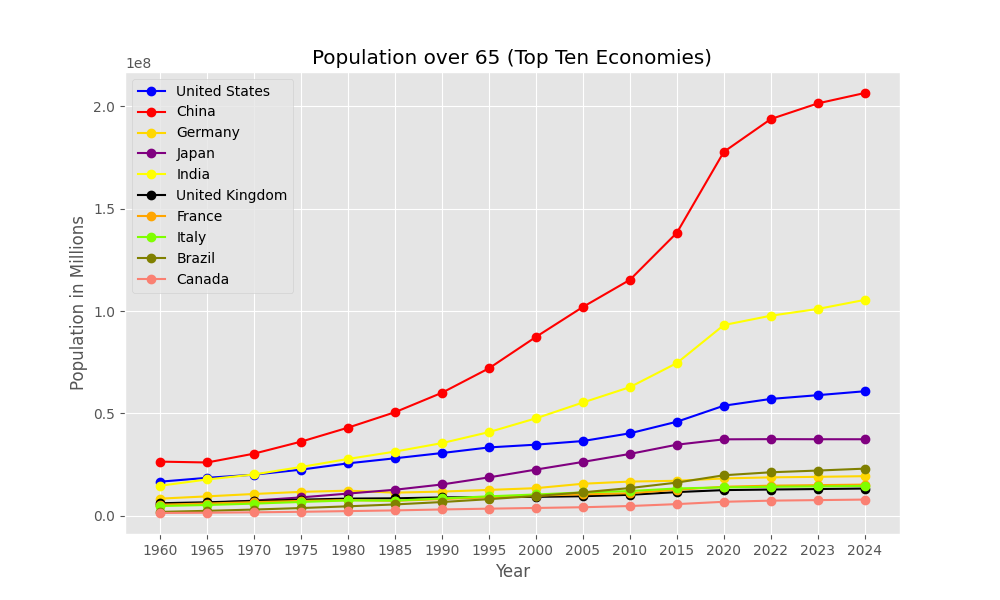 Population over 65 (Top Ten Economies)
1e8
United States
China
Germany
Japan
India
United Kingdom
France
Italy
Brazil
Canada
2.0
1.5
1.0
0.5
0.0
Population in Millions
1960 1965 1970 1975 1980 1985 1990 1995 2000 2005 2010 2015 2020 2022 2023 2024
Year